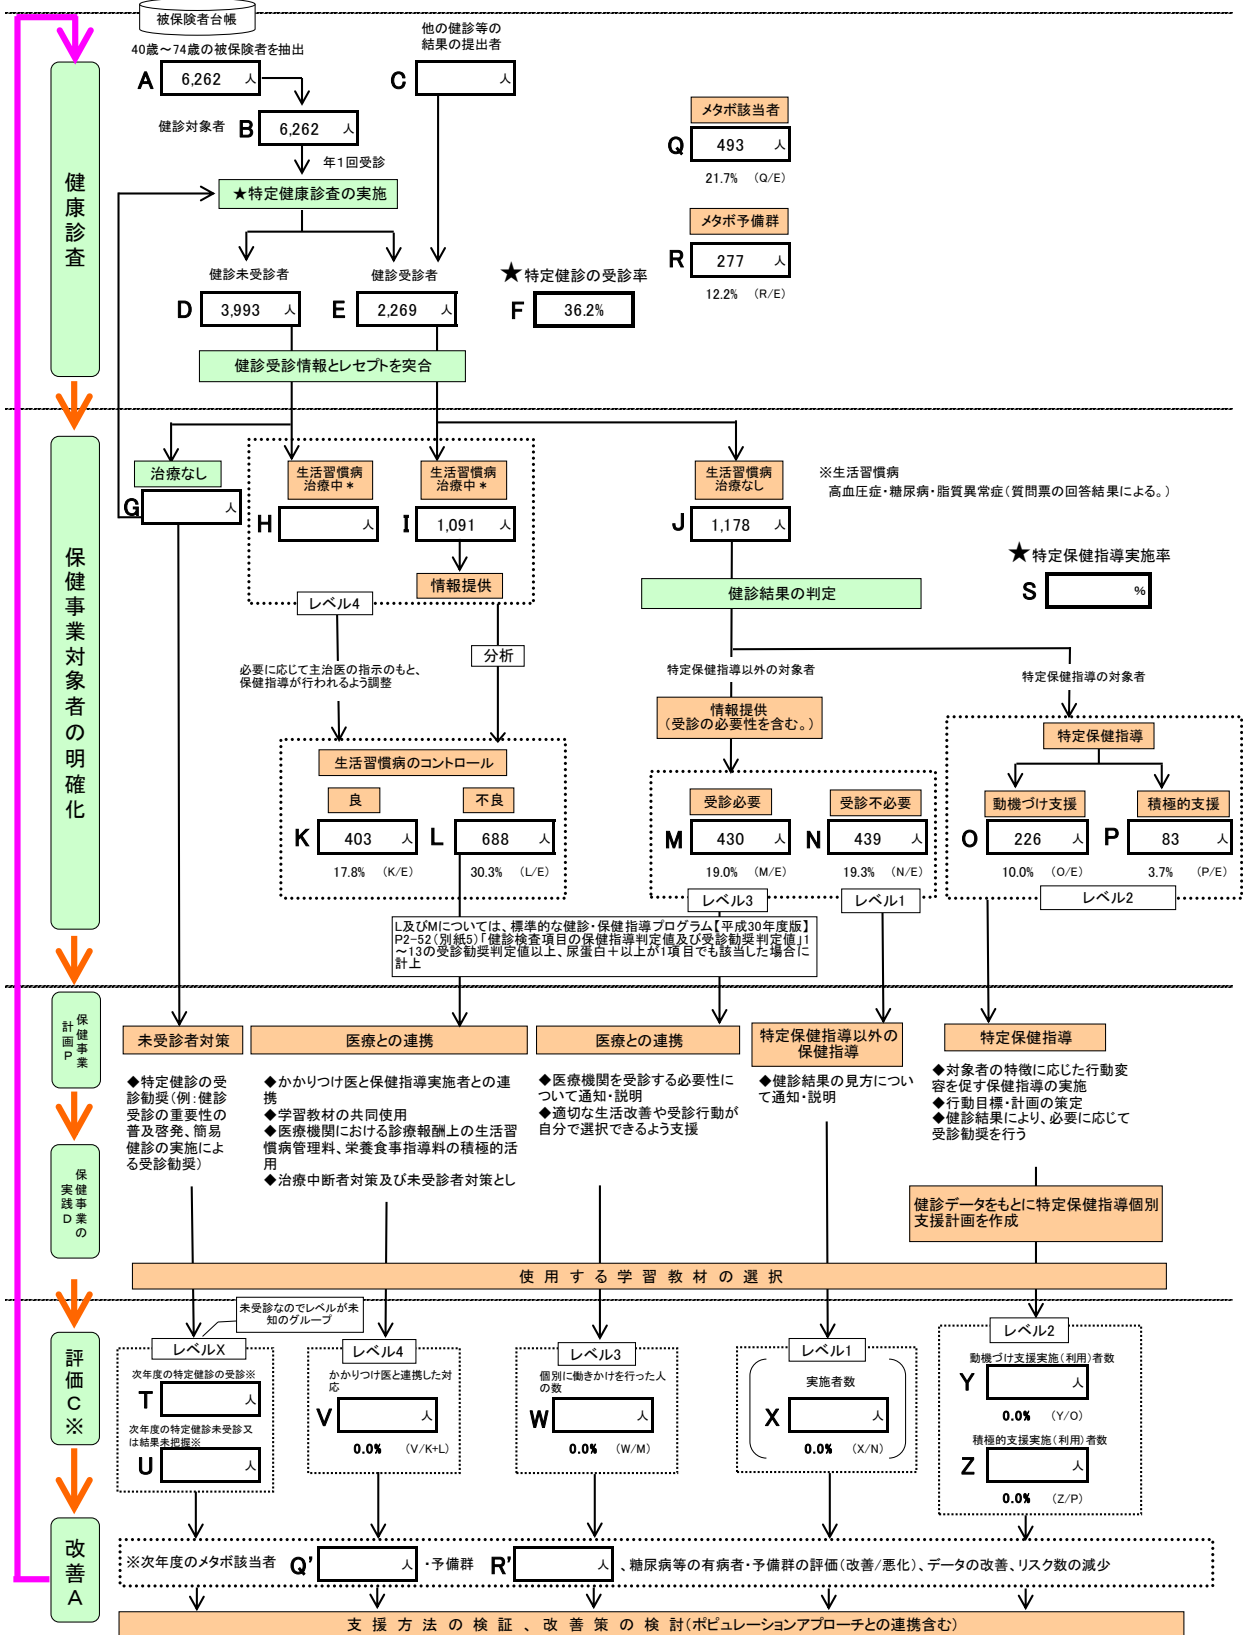 被保険者台帳
40歳～74歳の被保険者を抽出
A 6,262 人
他の健診等の
結果の提出者
C 人
健診対象者 B 6,262 人
年1回受診
★特定健康診査の実施
メタボ該当者
Q 493 人
21.7% (Q/E)
メタボ予備群
R 277 人
12.2% (R/E)
健診未受診者
D 3,993 人
健診受診者
E 2,269 人
★特定健診の受診率
F 36.2%
健診受診情報とレセプトを突合
健康診査
治療なし
G 人
生活習慣病
治療中＊
H 人
生活習慣病
治療中＊
I 1,091 人
情報提供
レベル4
生活習慣病
治療なし
J 1,178 人
※生活習慣病
高血圧症・糖尿病・脂質異常症(質問票の回答結果による。)
★特定保健指導実施率
S %
健診結果の判定
保健事業対象者の明確化
必要に応じて主治医の指示のもと、
保健指導が行われるよう調整
分析
特定保健指導以外の対象者
特定保健指導の対象者
情報提供
(受診の必要性を含む。)
生活習慣病のコントロール
良
K 403 人
17.8% (K/E)
不良
L 688 人
30.3% (L/E)
受診必要
M 430 人
19.0% (M/E)
レベル3
受診不必要
N 439 人
19.3% (N/E)
レベル1
特定保健指導
動機づけ支援
O 226 人
10.0% (O/E)
積極的支援
P 83 人
3.7% (P/E)
レベル2
L及びMについては、標準的な健診・保健指導プログラム【平成30年度版】
P2-52(別紙5)「健診検査項目の保健指導判定値及び受診勧奨判定値」1
～13の受診勧奨判定値以上、尿蛋白＋以上が1項目でも該当した場合に
計上
保健事業
計画P
未受診者対策
医療との連携
医療との連携
特定保健指導以外の
保健指導
特定保健指導
◆特定健診の受
診勧奨(例:健診
受診の重要性の
普及啓発、簡易
健診の実施によ
る受診勧奨)
◆かかりつけ医と保健指導実施者との連
携
◆学習教材の共同使用
◆医療機関における診療報酬上の生活習
慣病管理料、栄養食事指導料の積極的活
用
◆治療中断者対策及び未受診者対策とし
◆医療機関を受診する必要性に
ついて通知・説明
◆適切な生活改善や受診行動が
自分で選択できるよう支援
◆健診結果の見方につい
て通知・説明
◆対象者の特徴に応じた行動変
容を促す保健指導の実施
◆行動目標・計画の策定
◆健診結果により、必要に応じて
受診勧奨を行う
保健事業の
実践D
健診データをもとに特定保健指導個別
支援計画を作成
使用する学習教材の選択
未受診なのでレベルが未
知のグループ
レベルX
次年度の特定健診の受診※
T 人
次年度の特定健診未受診又
は結果未把握※
U 人
レベル4
かかりつけ医と連携した対
応
V 人
0.0% (V/K+L)
レベル3
個別に働きかけを行った人
の数
W 人
0.0% (W/M)
レベル1
実施者数
X 人
0.0% (X/N)
レベル2
動機づけ支援実施(利用)者数
Y 人
0.0% (Y/O)
積極的支援実施(利用)者数
Z 人
0.0% (Z/P)
評価C※
改善A
※次年度のメタボ該当者 Q' 人 ・予備群 R' 人 、糖尿病等の有病者・予備群の評価(改善/悪化)、データの改善、リスク数の減少
支援方法の検証、改善策の検討(ポピュレーションアプローチとの連携含む)